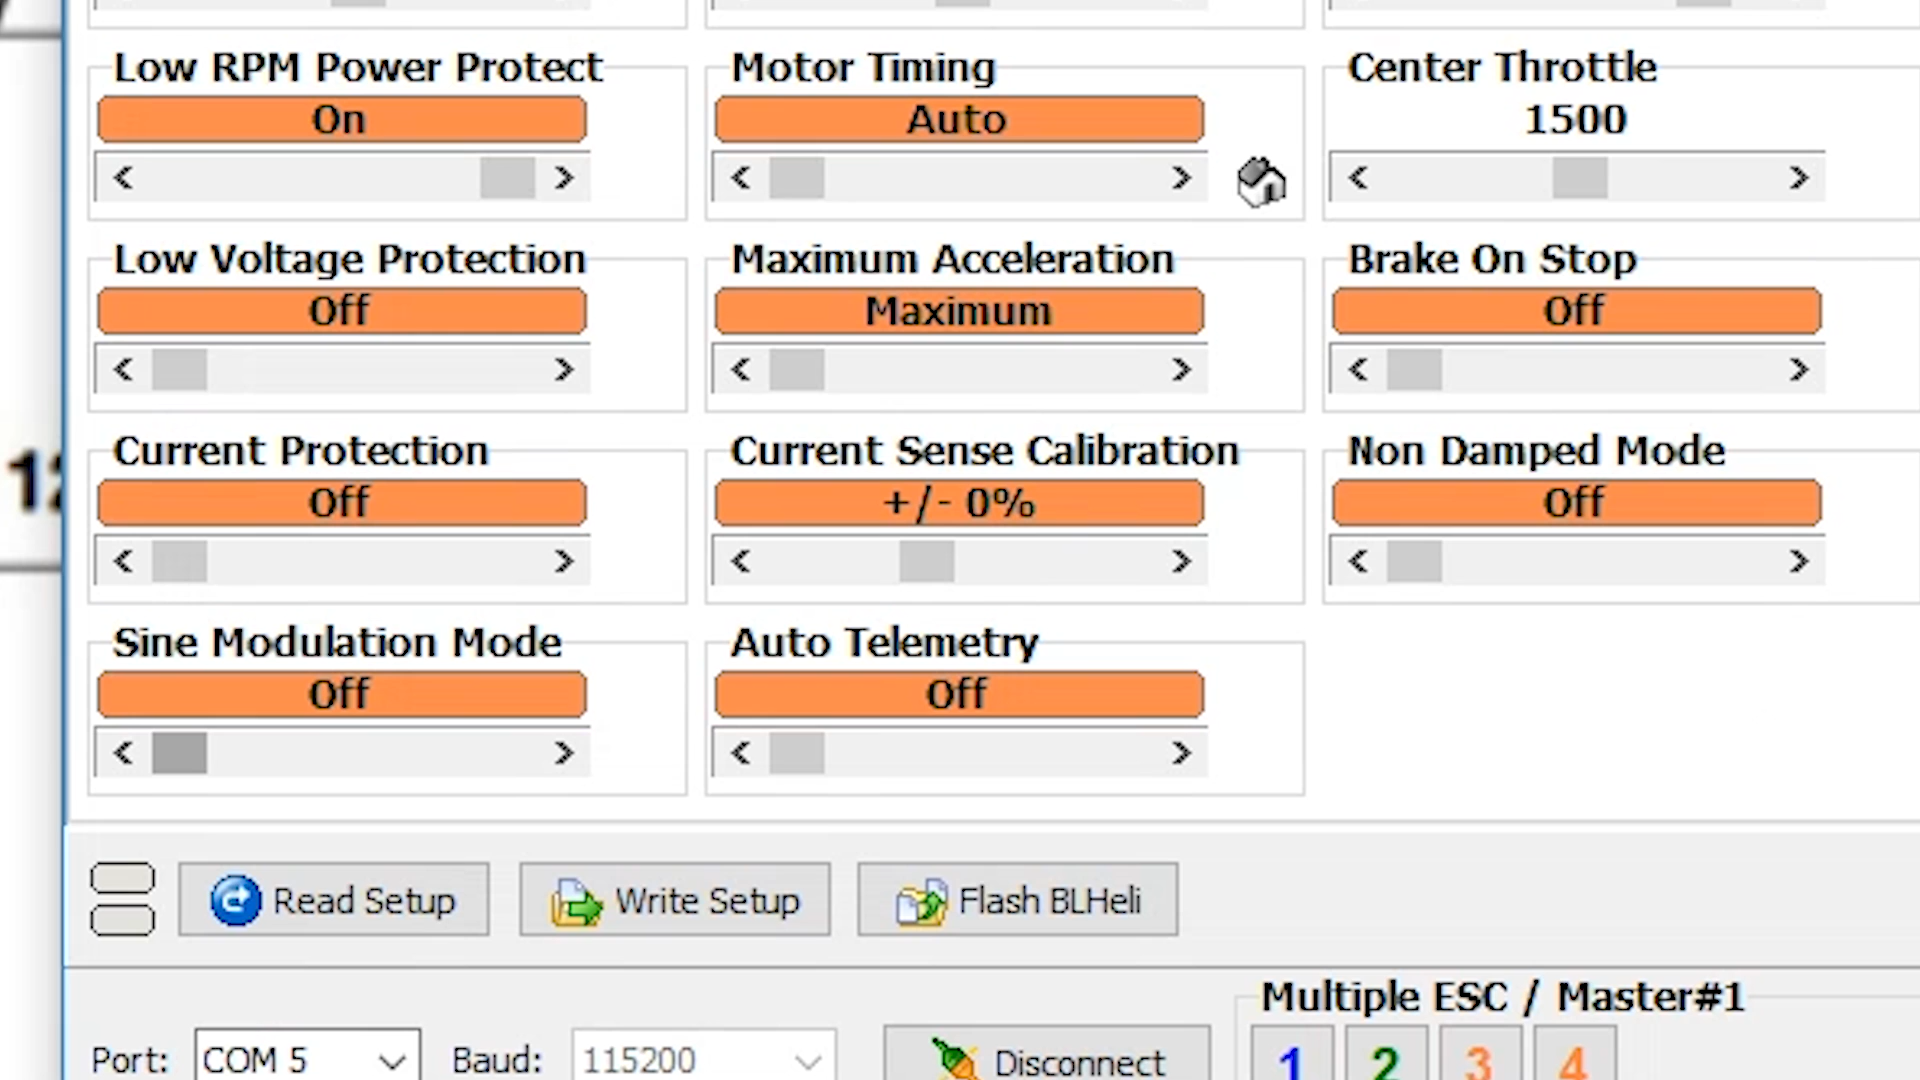 Low RPM Power Protect Motor Timing Center Throttle
On Auto 1500
Low Voltage Protection Maximum Acceleration Brake On Stop
Off Maximum Off
Current Protection Current Sense Calibration Non Damped Mode
Off +/- 0% Off
12
Sine Modulation Mode Auto Telemetry
Off Off
Read Setup Write Setup Flash BLHeli
Multiple ESC / Master#1
Port: COM 5 Baud: 115200 Disconnect 1 2 3 4